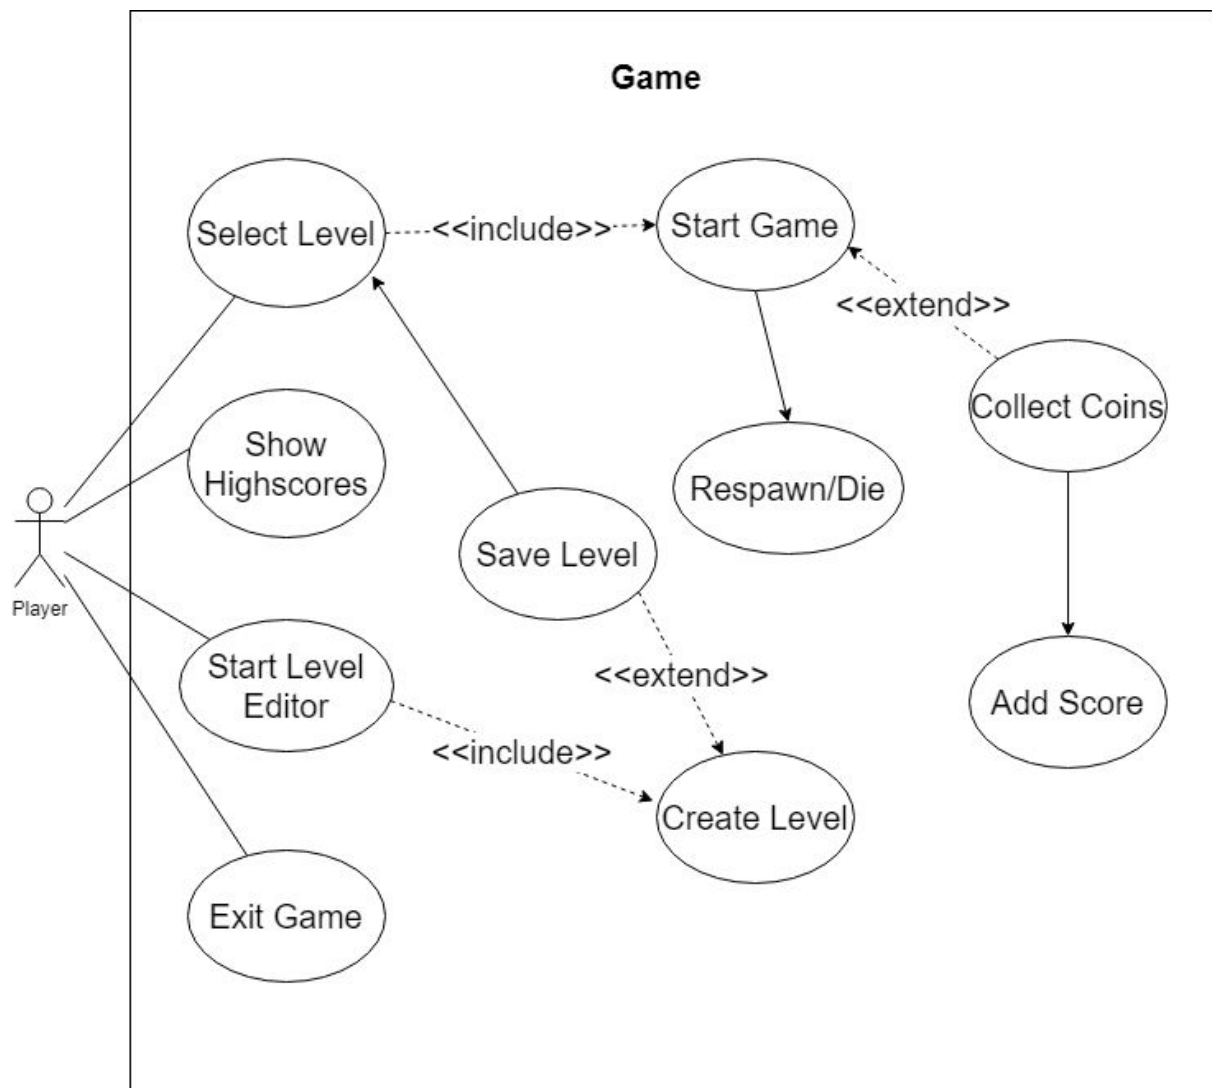 Game
Select Level
<<include>>
Start Game
<<extend>>
Collect Coins
Show
Highscores
Respawn/Die
Save Level
Player
Start Level
Editor
<<extend>>
<<include>>
Add Score
Create Level
Exit Game